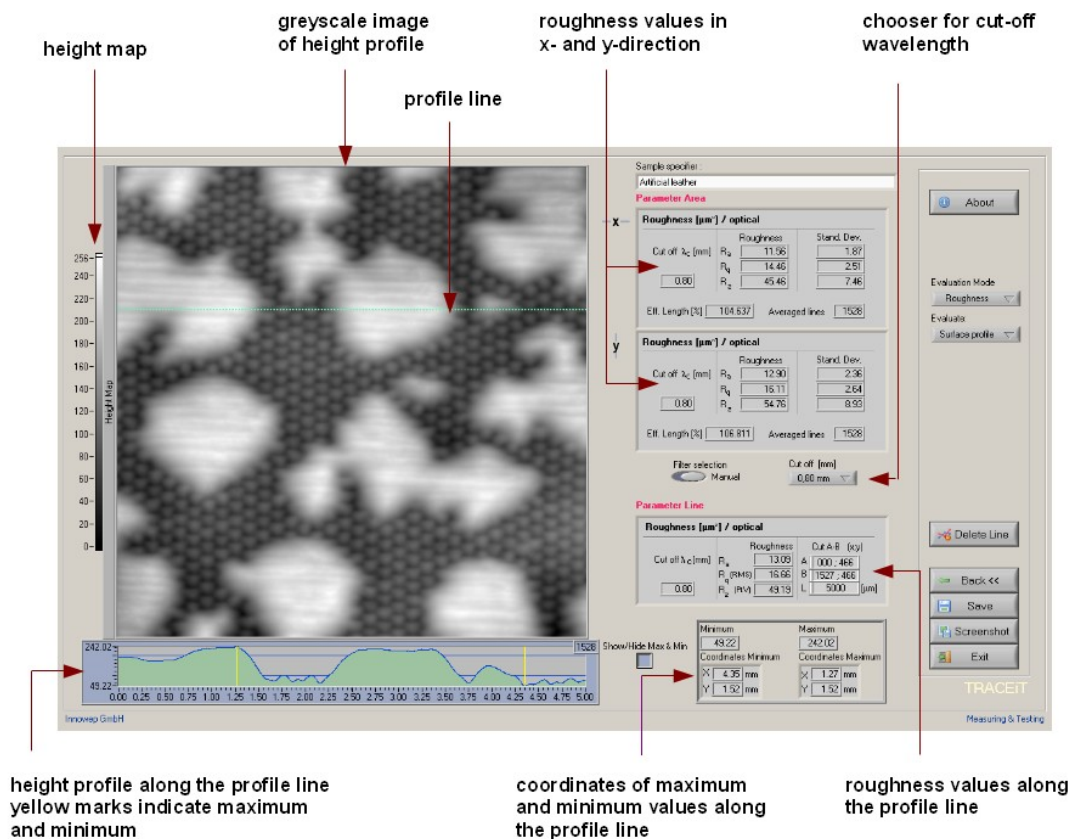 greyscale image
of height profile
roughness values in
x- and y-direction
chooser for cut-off
wavelength
height map
profile line
Sample specifier :
Artificial leather
Parameter Area
x
Roughness [µm'] / optical
Roughness Stand. Dev.
Cut off λc [mm] Ra 11.56 1.87
Rq 14.46 2.51
0.80 Rz 45.46 7.46
Eff. Length [%] 104.637 Averaged lines 1528
y
Roughness [µm'] / optical
Roughness Stand. Dev.
Cut off λc [mm] Ra 12.90 2.36
Rq 16.11 2.64
0.80 Rz 54.76 8.93
Eff. Length [%] 106.811 Averaged lines 1528
Filter selection
Manual
Cut off [mm]
0,80 mm
Parameter Line
Roughness [µm'] / optical
Roughness Cut A-B (x;y)
Cut off λc [mm] Ra 13.09 A 000 ; 466
Rq (RMS) 16.66 B 1527 ; 466
0.80 Rz (PtV) 49.19 L 5000 [µm]
About
Evaluation Mode
Roughness
Evaluate:
Surface profile
Delete Line
Back <<
Save
Screenshot
Exit
TRACEiT
256
240
220
200
180
160
140
120
100
80
60
40
20
0
Height Map
242.02
49.22
1528
0.00 0.25 0.50 0.75 1.00 1.25 1.50 1.75 2.00 2.25 2.50 2.75 3.00 3.25 3.50 3.75 4.00 4.25 4.50 4.75 5.00
Show/Hide Max & Min
Minimum Maximum
49.22 242.02
Coordinates Minimum Coordinates Maximum
X 4.35 mm X 1.27 mm
Y 1.52 mm Y 1.52 mm
Innowep GmbH
Measuring & Testing
height profile along the profile line
yellow marks indicate maximum
and minimum
coordinates of maximum
and minimum values along
the profile line
roughness values along
the profile line